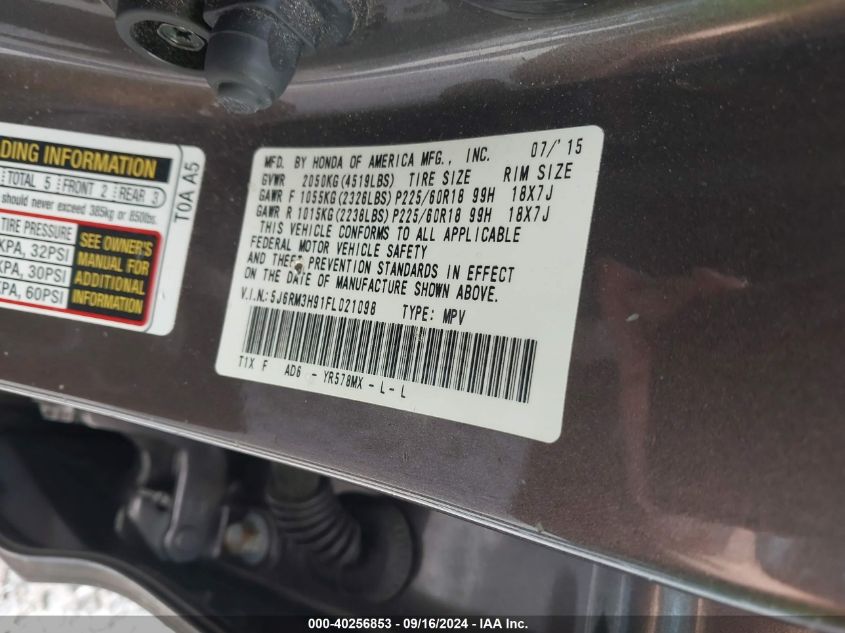 DING INFORMATION
TOTAL 5 FRONT 2 REAR 3
should never exceed 385kg or 850lbs.
TIRE PRESSURE
KPA, 32PSI
KPA, 30PSI
KPA, 60PSI
SEE OWNER'S
MANUAL FOR
ADDITIONAL
INFORMATION
T0A A5
MFD. BY HONDA OF AMERICA MFG., INC. 07/'15
GVWR 2050KG(4519LBS) TIRE SIZE RIM SIZE
GAWR F 1055KG(2328LBS) P225/60R18 99H 18X7J
GAWR R 1015KG(2238LBS) P225/60R18 99H 18X7J
THIS VEHICLE CONFORMS TO ALL APPLICABLE
FEDERAL MOTOR VEHICLE SAFETY
AND THEFT PREVENTION STANDARDS IN EFFECT
ON THE DATE OF MANUFACTURE SHOWN ABOVE.
V.I.N.: 5J6RM3H91FL021098 TYPE: MPV
T1X F AD6 - YR578MX - L - L
000-40256853 / 09/16/2024 - IAA Inc.